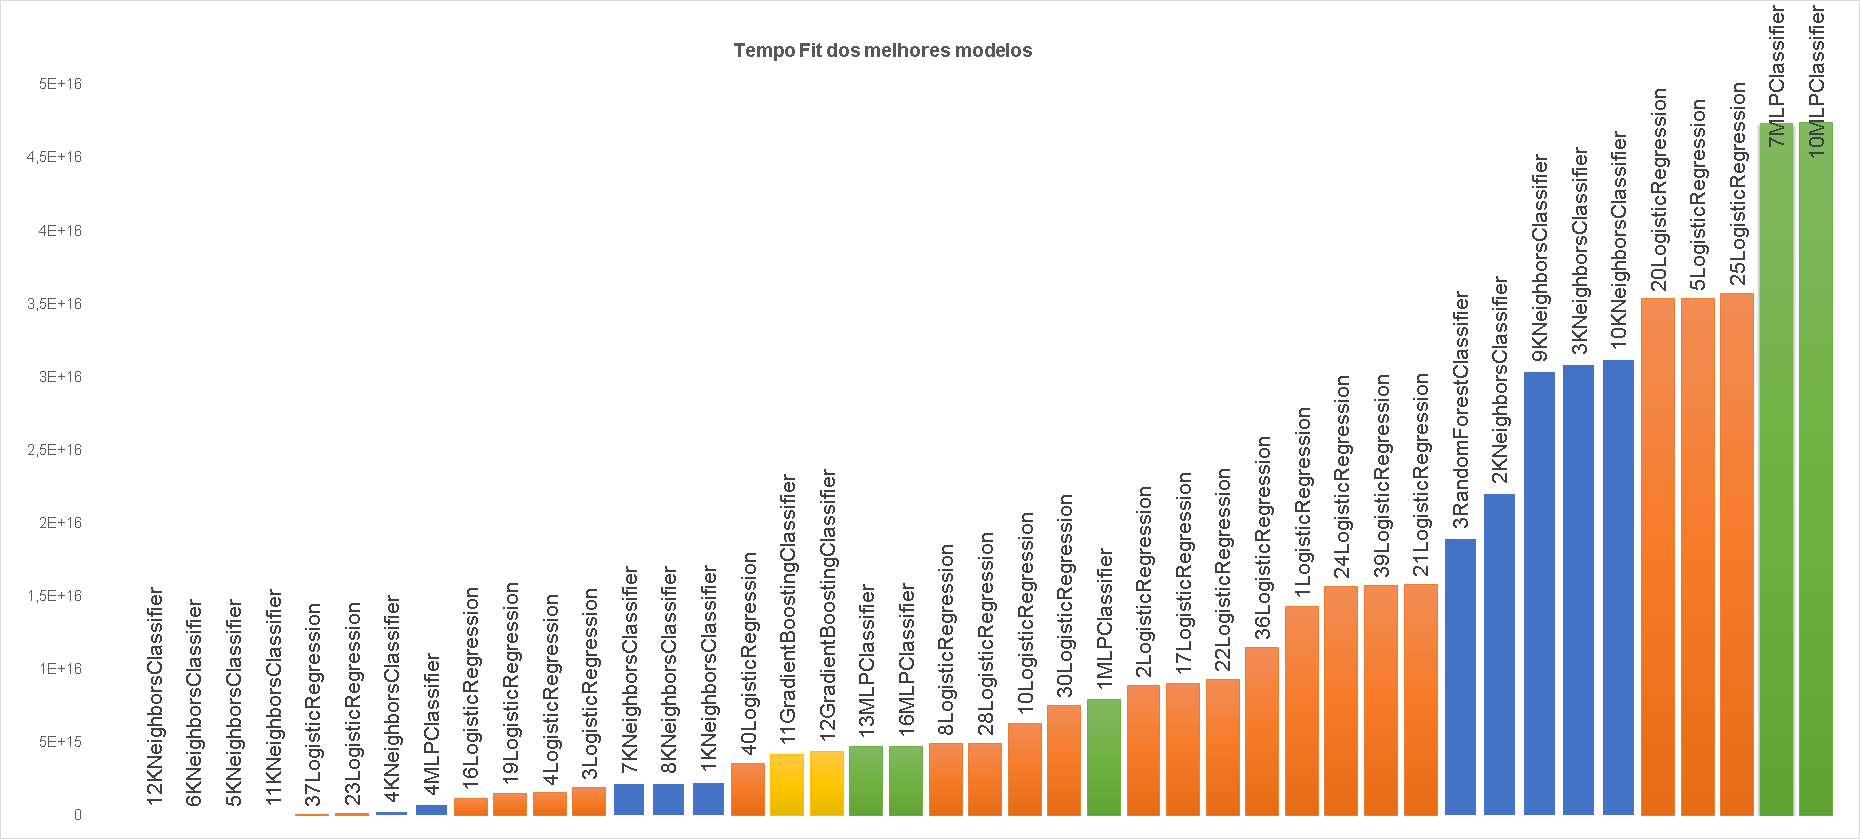 Tempo Fit dos melhores modelos
5E+16
4,5E+16
4E+16
3,5E+16
3E+16
2,5E+16
2E+16
1,5E+16
1E+16
5E+15
0
12KNeighborsClassifier
6KNeighborsClassifier
5KNeighborsClassifier
11KNeighborsClassifier
37LogisticRegression
23LogisticRegression
4KNeighborsClassifier
4MLPClassifier
16LogisticRegression
19LogisticRegression
4LogisticRegression
3LogisticRegression
7KNeighborsClassifier
8KNeighborsClassifier
1KNeighborsClassifier
40LogisticRegression
11GradientBoostingClassifier
12GradientBoostingClassifier
13MLPClassifier
16MLPClassifier
8LogisticRegression
28LogisticRegression
10LogisticRegression
30LogisticRegression
1MLPClassifier
2LogisticRegression
17LogisticRegression
22LogisticRegression
36LogisticRegression
1LogisticRegression
24LogisticRegression
39LogisticRegression
21LogisticRegression
3RandomForestClassifier
2KNeighborsClassifier
9KNeighborsClassifier
3KNeighborsClassifier
10KNeighborsClassifier
20LogisticRegression
5LogisticRegression
25LogisticRegression
7MLPClassifier
10MLPClassifier